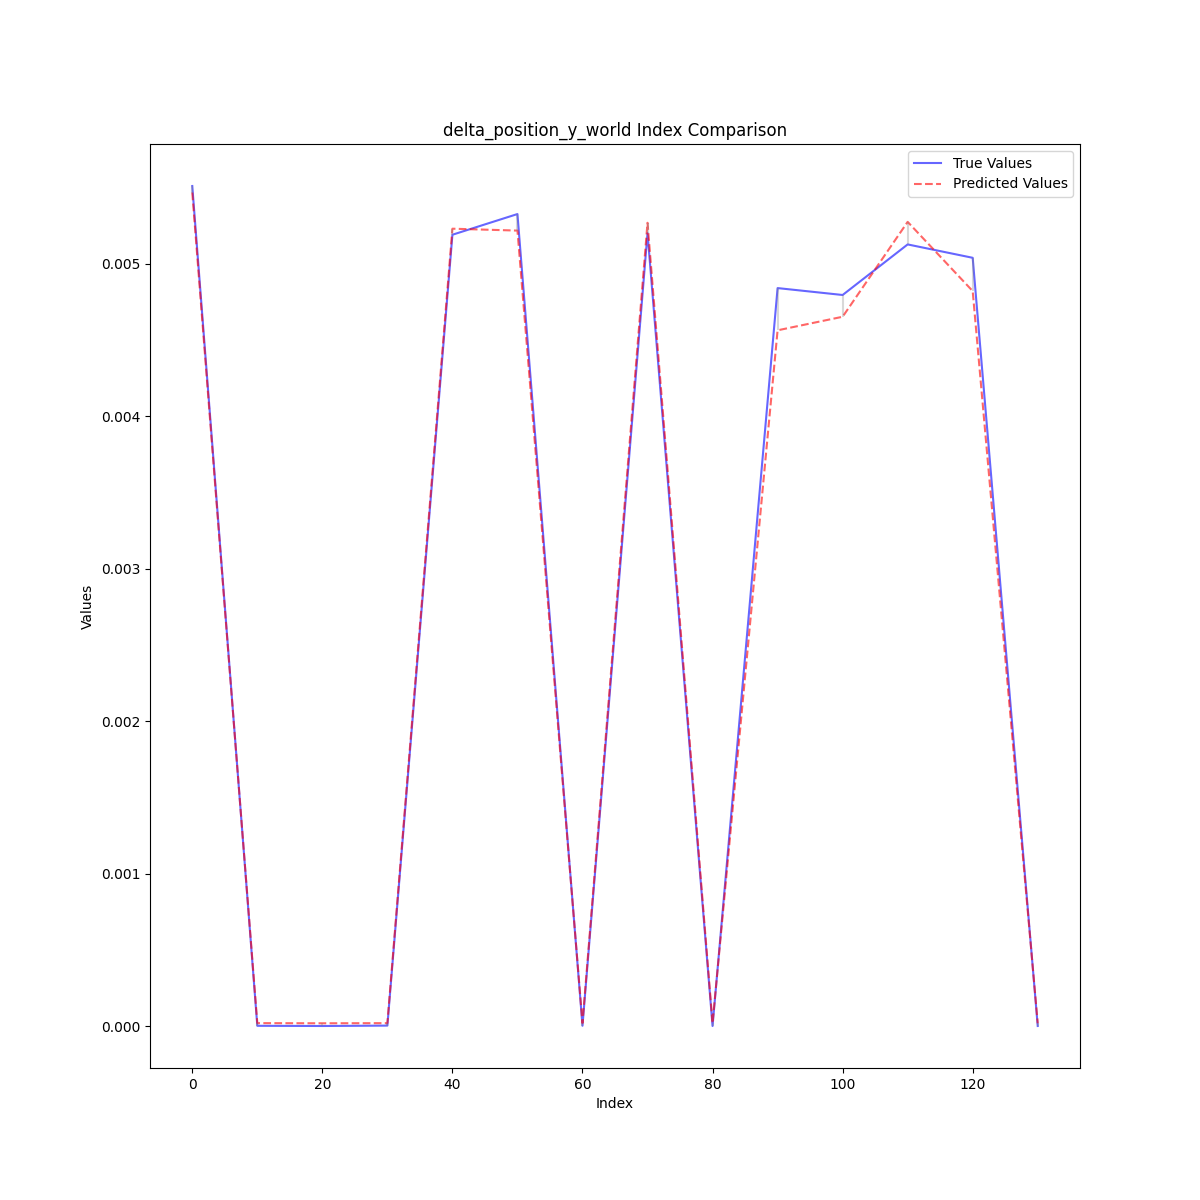 delta_position_y_world Index Comparison
True Values
Predicted Values
0.005
0.004
0.003
0.002
0.001
0.000
Values
0 20 40 60 80 100 120
Index